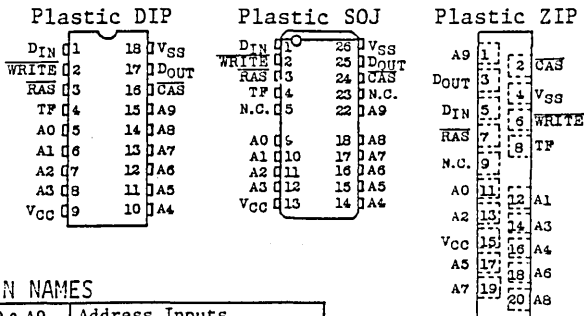 Plastic DIP
DIN 1 18 VSS
WRITE 2 17 DOUT
RAS 3 16 CAS
TF 4 15 A9
A0 5 14 A8
A1 6 13 A7
A2 7 12 A6
A3 8 11 A5
VCC 9 10 A4
Plastic SOJ
DIN 1 26 VSS
WRITE 2 25 DOUT
RAS 3 24 CAS
TF 4 23 N.C.
N.C. 5 22 A9
A0 9 18 A8
A1 10 17 A7
A2 11 16 A6
A3 12 15 A5
VCC 13 14 A4
Plastic ZIP
A9 1
2 CAS
DOUT 3
4 VSS
DIN 5
6 WRITE
RAS 7
8 TF
N.C. 9
A0 11
12 A1
A2 13
14 A3
VCC 15
16 A4
A5 17
18 A6
A7 19
20 A8
N NAMES
A9 Address Inputs